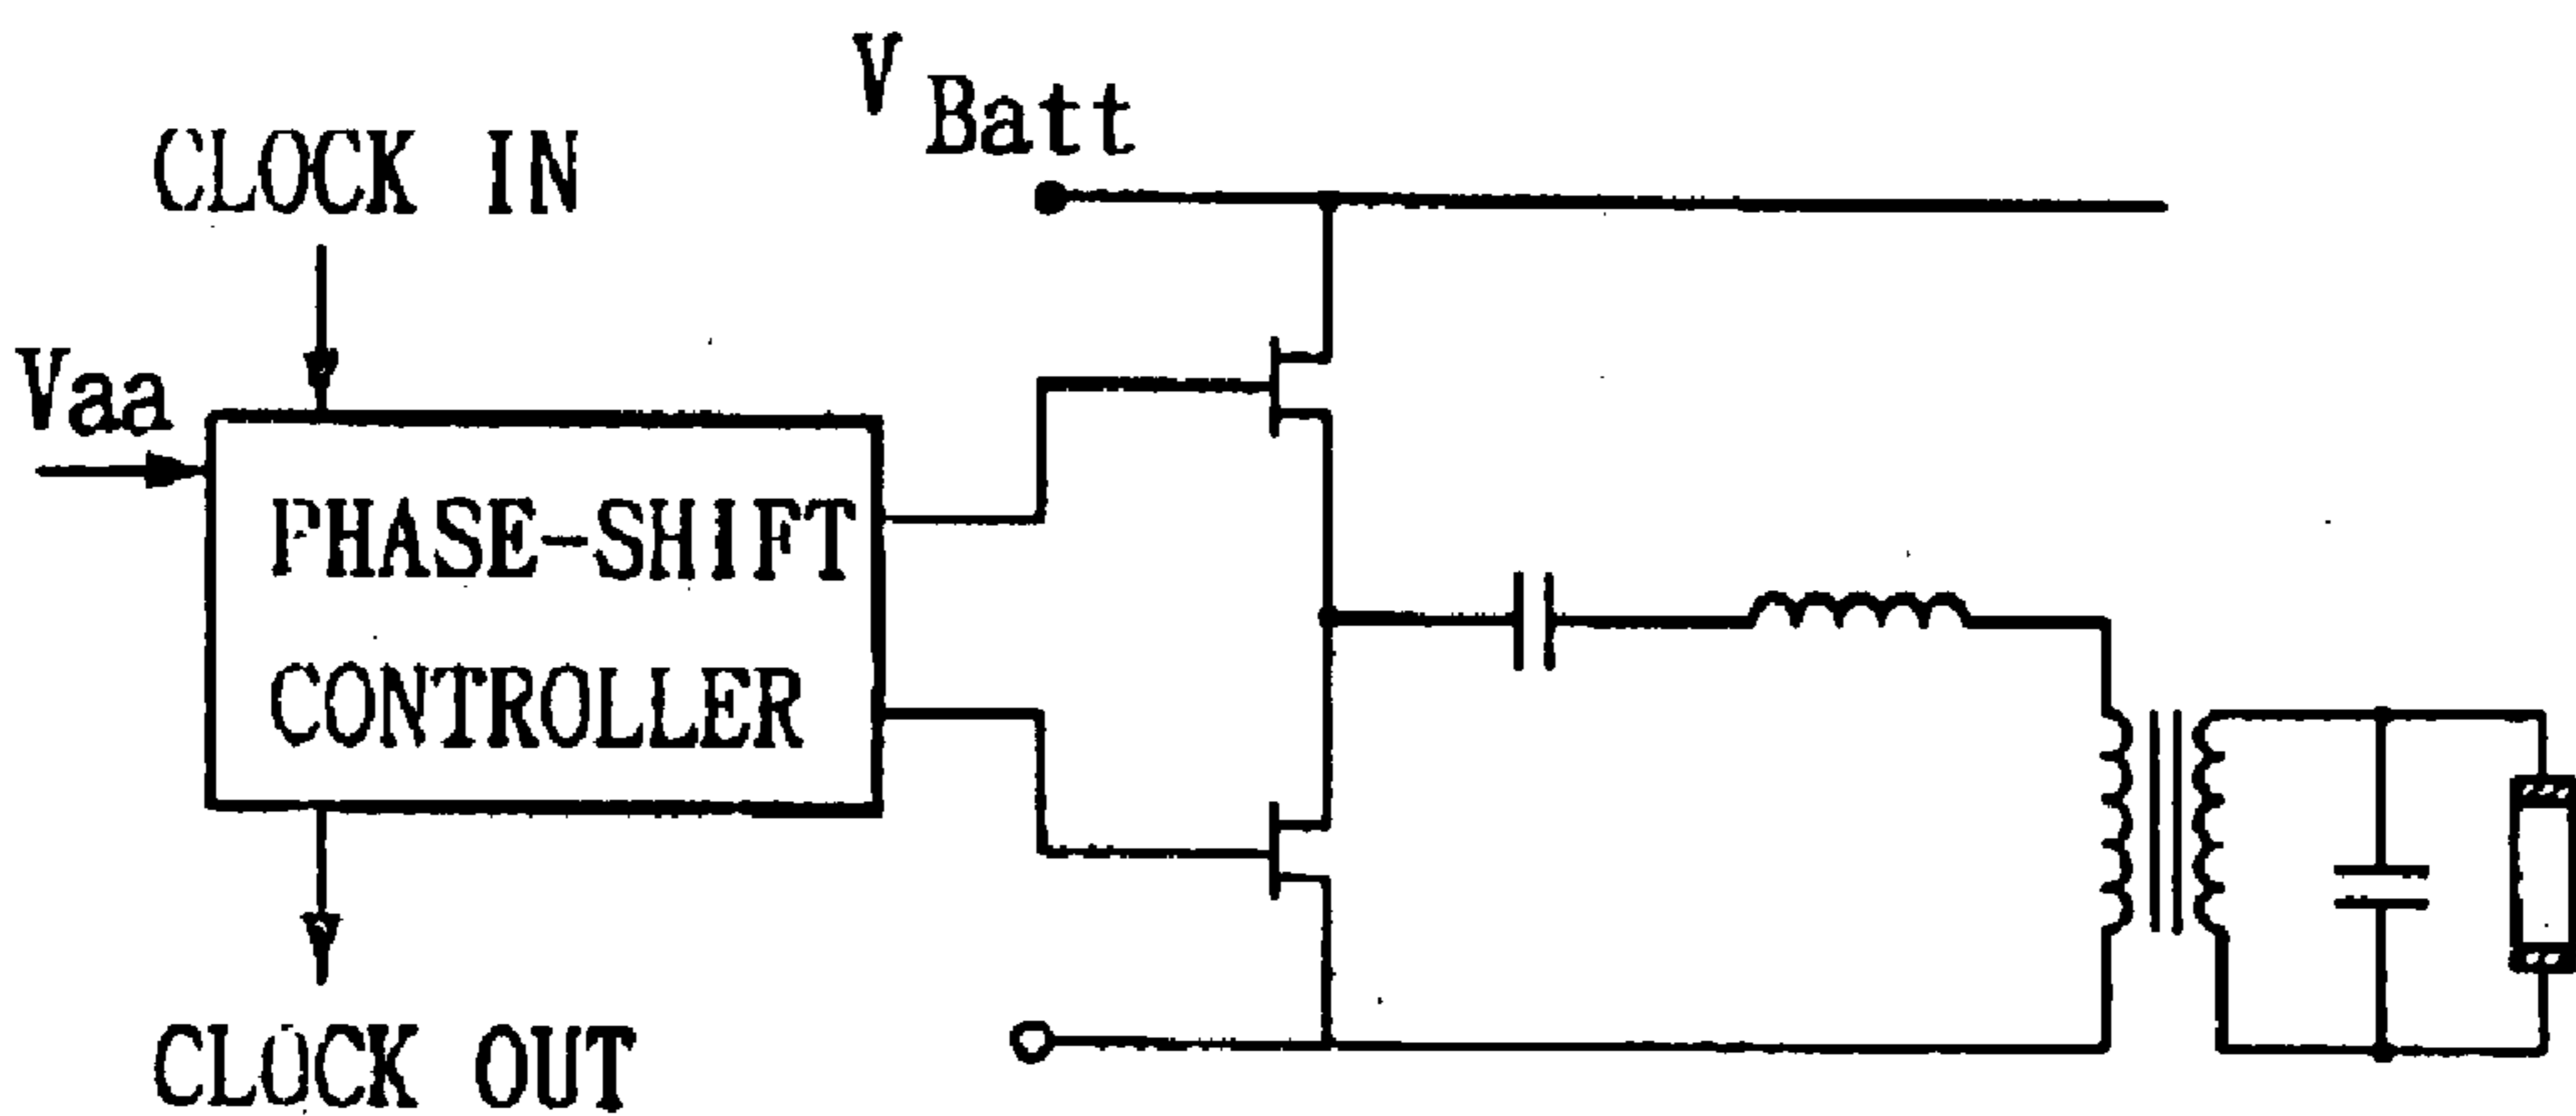 V Batt
CLOCK IN
Vaa
PHASE-SHIFT
CONTROLLER
CLOCK OUT